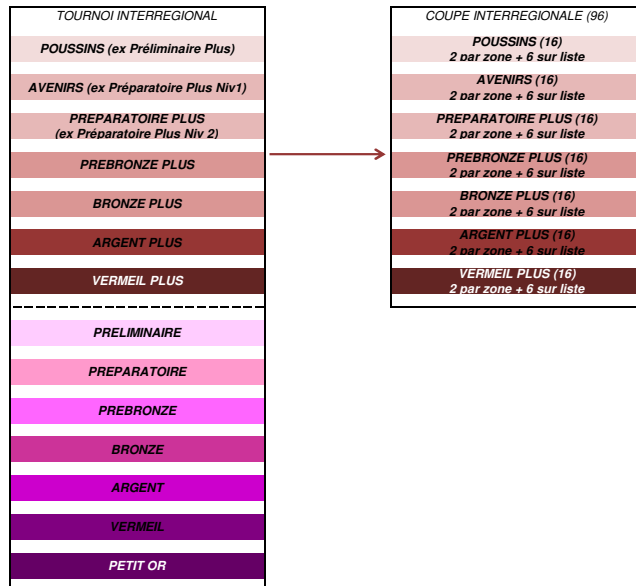 TOURNOI INTERREGIONAL
POUSSINS (ex Préliminaire Plus)
AVENIRS (ex Préparatoire Plus Niv1)
PREPARATOIRE PLUS
(ex Préparatoire Plus Niv 2)
PREBRONZE PLUS
BRONZE PLUS
ARGENT PLUS
VERMEIL PLUS
PRELIMINAIRE
PREPARATOIRE
PREBRONZE
BRONZE
ARGENT
VERMEIL
PETIT OR
COUPE INTERREGIONALE (96)
POUSSINS (16)
2 par zone + 6 sur liste
AVENIRS (16)
2 par zone + 6 sur liste
PREPARATOIRE PLUS (16)
2 par zone + 6 sur liste
PREBRONZE PLUS (16)
2 par zone + 6 sur liste
BRONZE PLUS (16)
2 par zone + 6 sur liste
ARGENT PLUS (16)
2 par zone + 6 sur liste
VERMEIL PLUS (16)
2 par zone + 6 sur liste